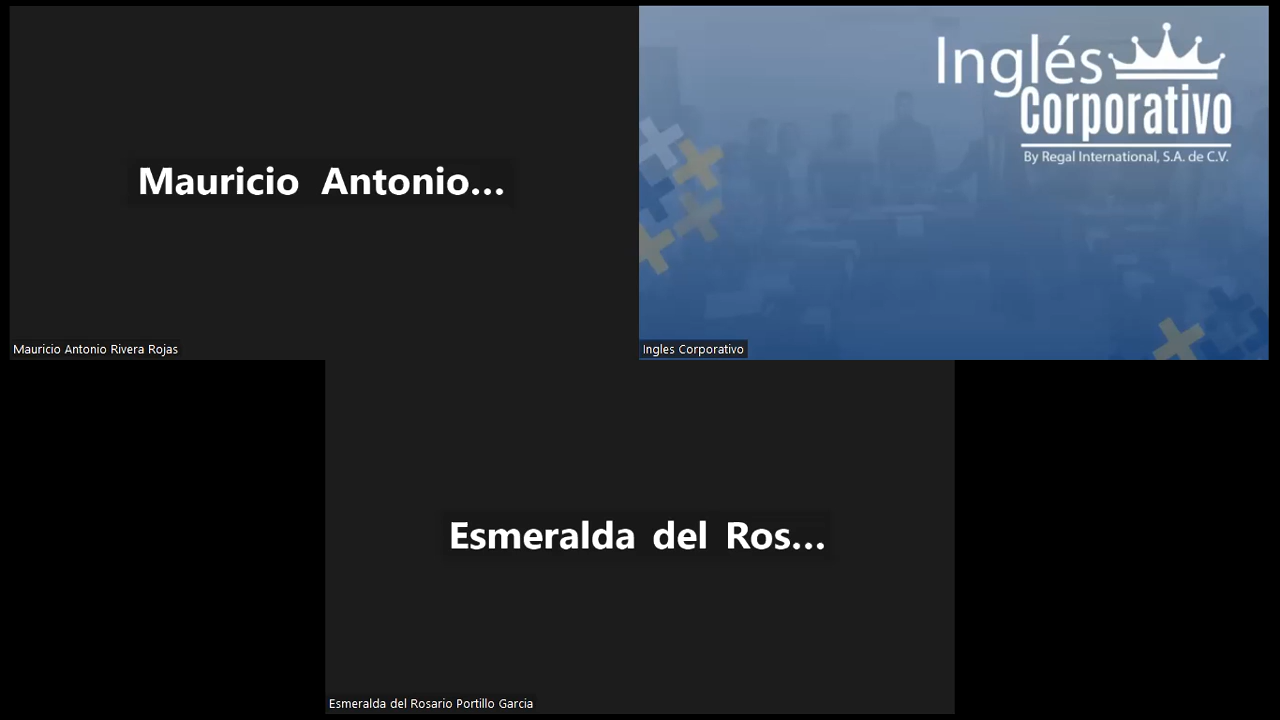 Mauricio Antonio...
Mauricio Antonio Rivera Rojas
Inglés
Corporativo
By Regal International, S.A. de C.V.
Ingles Corporativo
Esmeralda del Ros...
Esmeralda del Rosario Portillo Garcia